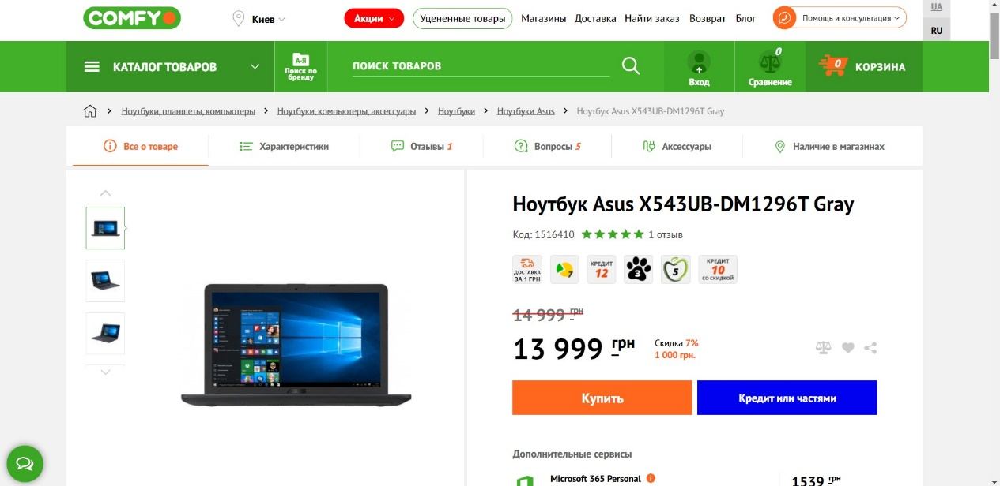 COMFY
Киев
Акции
Уцененные товары
Магазины
Доставка
Найти заказ
Возврат
Блог
Помощь и консультация
UA
RU
КАТАЛОГ ТОВАРОВ
А-Я
Поиск по
бренду
ПОИСК ТОВАРОВ
Вход
0
Сравнение
0
КОРЗИНА
Ноутбуки, планшеты, компьютеры
Ноутбуки, компьютеры, аксессуары
Ноутбуки
Ноутбуки Asus
Ноутбук Asus X543UB-DM1296T Gray
Все о товаре
Характеристики
Отзывы 1
Вопросы 5
Аксессуары
Наличие в магазинах
Ноутбук Asus X543UB-DM1296T Gray
Код: 1516410
1 отзыв
ДОСТАВКА
ЗА 1 ГРН
7
КРЕДИТ
12
3
5
КРЕДИТ
10
СО СКИДКОЙ
14 999 грн
13 999 грн
Скидка 7%
1 000 грн.
Купить
Кредит или частями
Дополнительные сервисы
Microsoft 365 Personal
1539 грн